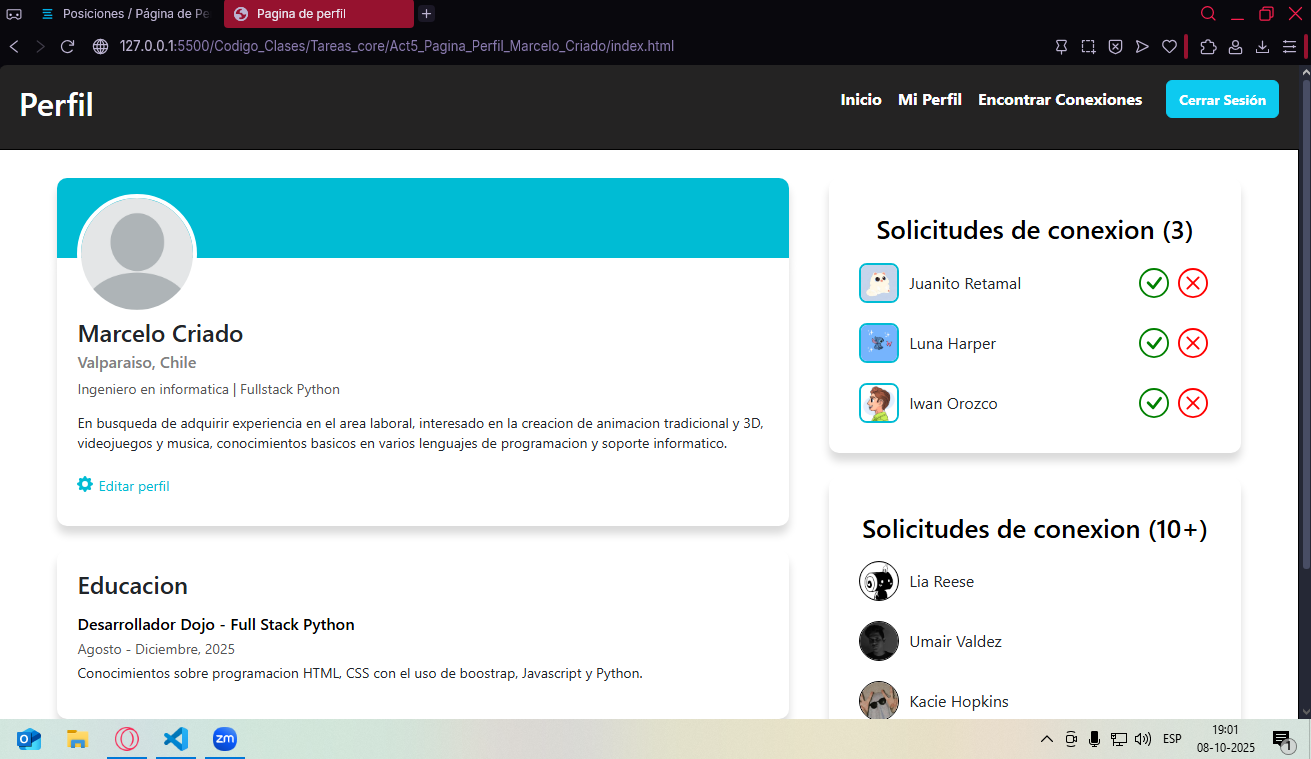 Posiciones / Página de Pe
Pagina de perfil
127.0.0.1:5500/Codigo_Clases/Tareas_core/Act5_Pagina_Perfil_Marcelo_Criado/index.html
Perfil
Inicio
Mi Perfil
Encontrar Conexiones
Cerrar Sesión
Marcelo Criado
Valparaiso, Chile
Ingeniero en informatica | Fullstack Python
En busqueda de adquirir experiencia en el area laboral, interesado en la creacion de animacion tradicional y 3D,
videojuegos y musica, conocimientos basicos en varios lenguajes de programacion y soporte informatico.
Editar perfil
Educacion
Desarrollador Dojo - Full Stack Python
Agosto - Diciembre, 2025
Conocimientos sobre programacion HTML, CSS con el uso de boostrap, Javascript y Python.
Solicitudes de conexion (3)
Juanito Retamal
Luna Harper
Iwan Orozco
Solicitudes de conexion (10+)
Lia Reese
Umair Valdez
Kacie Hopkins
zm
ESP
19:01
08-10-2025
1